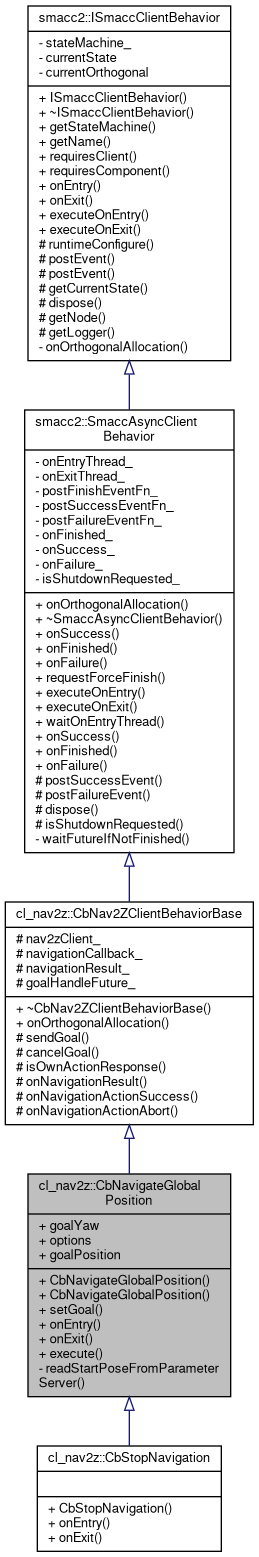 smacc2::ISmaccClientBehavior
- stateMachine_
- currentState
- currentOrthogonal
+ ISmaccClientBehavior()
+ ~ISmaccClientBehavior()
+ getStateMachine()
+ getName()
+ requiresClient()
+ requiresComponent()
+ onEntry()
+ onExit()
+ executeOnEntry()
+ executeOnExit()
# runtimeConfigure()
# postEvent()
# postEvent()
# getCurrentState()
# dispose()
# getNode()
# getLogger()
- onOrthogonalAllocation()
smacc2::SmaccAsyncClient
Behavior
- onEntryThread_
- onExitThread_
- postFinishEventFn_
- postSuccessEventFn_
- postFailureEventFn_
- onFinished_
- onSuccess_
- onFailure_
- isShutdownRequested_
+ onOrthogonalAllocation()
+ ~SmaccAsyncClientBehavior()
+ onSuccess()
+ onFinished()
+ onFailure()
+ requestForceFinish()
+ executeOnEntry()
+ executeOnExit()
+ waitOnEntryThread()
+ onSuccess()
+ onFinished()
+ onFailure()
# postSuccessEvent()
# postFailureEvent()
# dispose()
# isShutdownRequested()
- waitFutureIfNotFinished()
cl_nav2z::CbNav2ZClientBehaviorBase
# nav2zClient_
# navigationCallback_
# navigationResult_
# goalHandleFuture_
+ ~CbNav2ZClientBehaviorBase()
+ onOrthogonalAllocation()
# sendGoal()
# cancelGoal()
# isOwnActionResponse()
# onNavigationResult()
# onNavigationActionSuccess()
# onNavigationActionAbort()
cl_nav2z::CbNavigateGlobal
Position
+ goalYaw
+ options
+ goalPosition
+ CbNavigateGlobalPosition()
+ CbNavigateGlobalPosition()
+ setGoal()
+ onEntry()
+ onExit()
+ execute()
- readStartPoseFromParameter
Server()
cl_nav2z::CbStopNavigation
+ CbStopNavigation()
+ onEntry()
+ onExit()